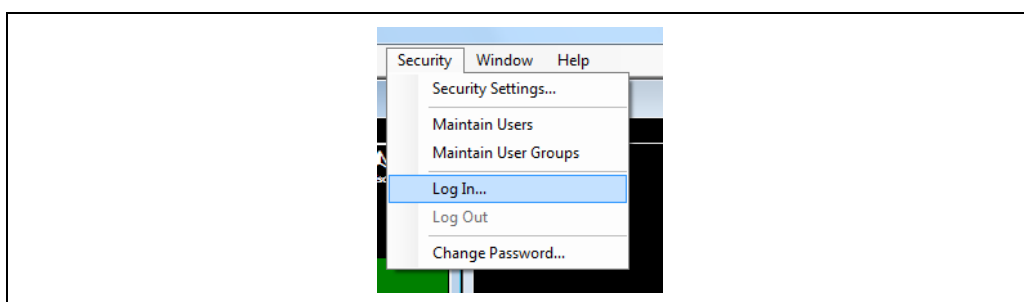 Security Window Help
Security Settings...
Maintain Users
Maintain User Groups
Log In...
Log Out
Change Password...